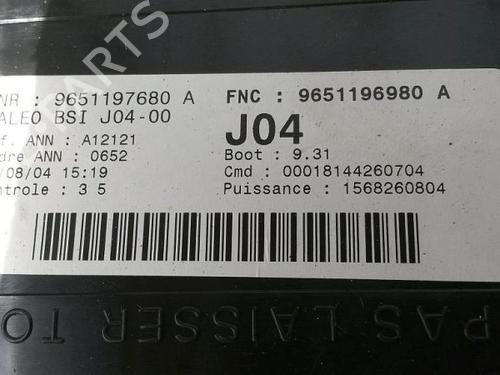 NR : 9651197680 A
FNC : 9651196980 A
ALEO BSI J04-00
J04
f. ANN : A12121
dre ANN : 0652
Boot : 9.31
/08/04 15:19
Cmd : 00018144260704
ntrole : 3 5
Puissance : 1568260804
PAS LAISSER TO
PARTS